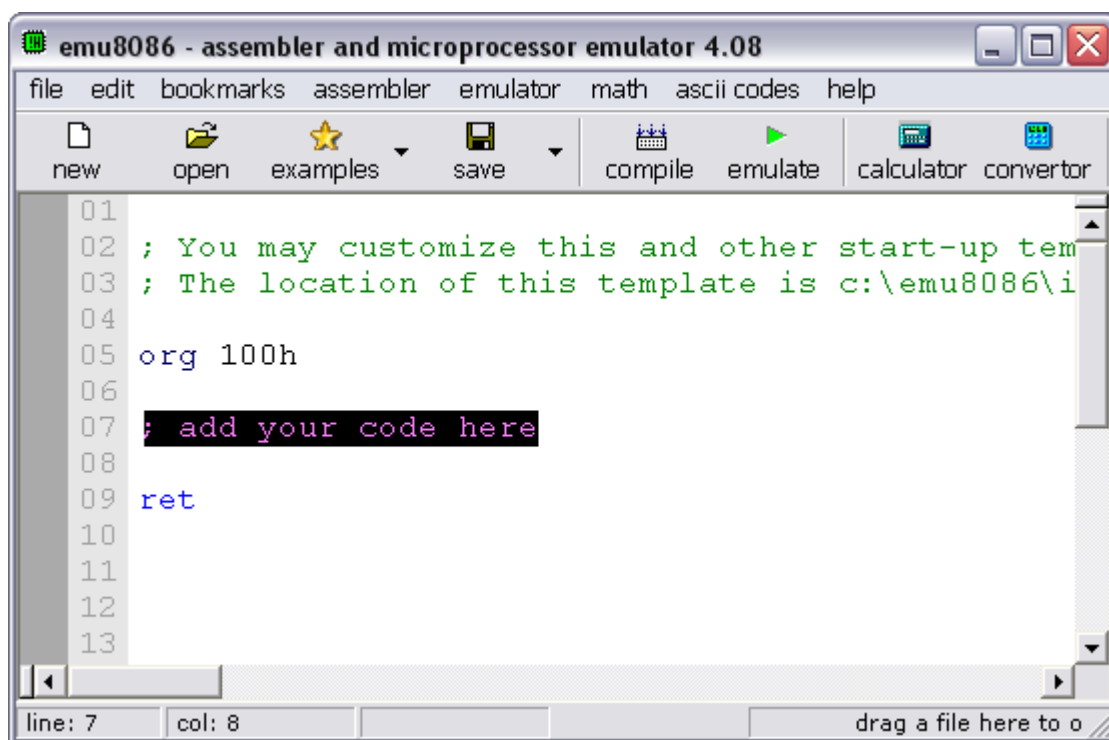 emu8086 - assembler and microprocessor emulator 4.08
file edit bookmarks assembler emulator math ascii codes help
new open examples save compile emulate calculator convertor
01
02 ; You may customize this and other start-up tem
03 ; The location of this template is c:\emu8086\i
04
05 org 100h
06
07 ; add your code here
08
09 ret
10
11
12
13
line: 7 col: 8 drag a file here to o